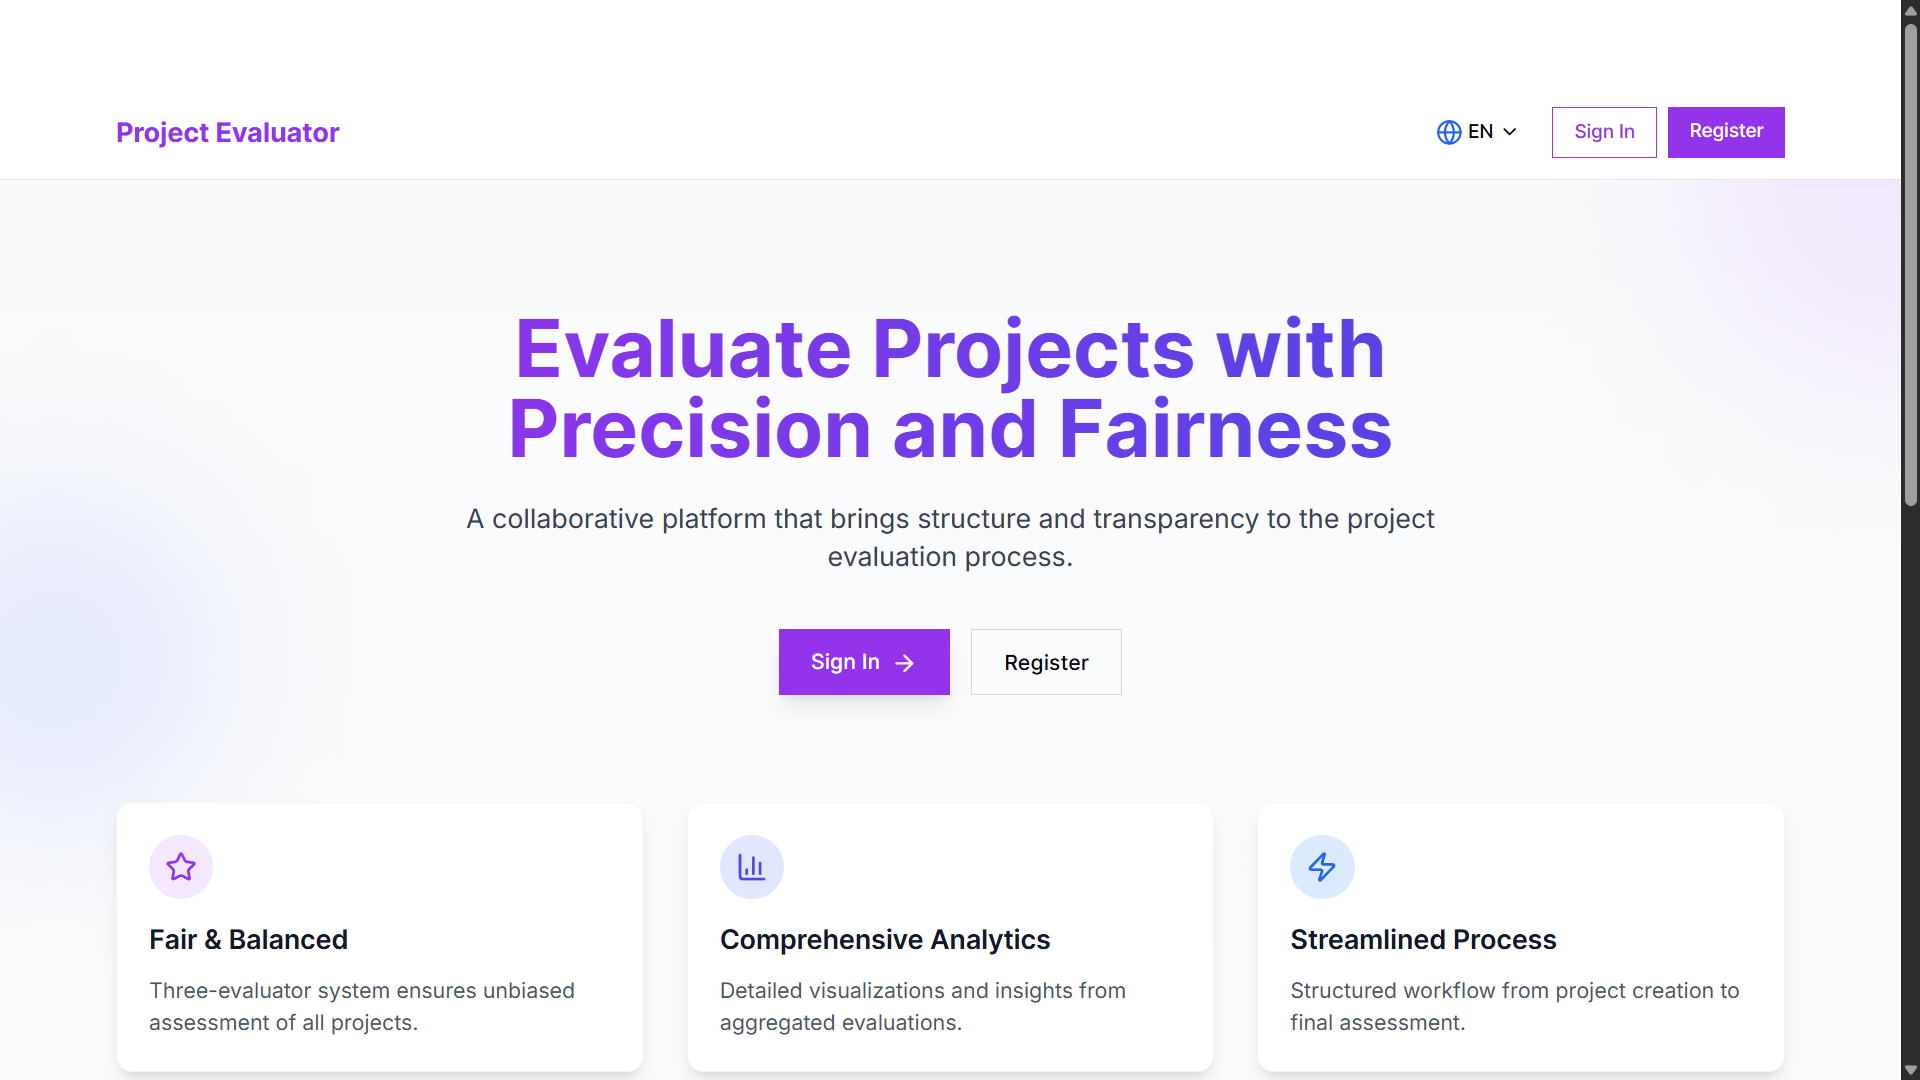 Project Evaluator
EN
Sign In
Register
Evaluate Projects with
Precision and Fairness
A collaborative platform that brings structure and transparency to the project
evaluation process.
Sign In
Register
Fair & Balanced
Three-evaluator system ensures unbiased
assessment of all projects.
Comprehensive Analytics
Detailed visualizations and insights from
aggregated evaluations.
Streamlined Process
Structured workflow from project creation to
final assessment.